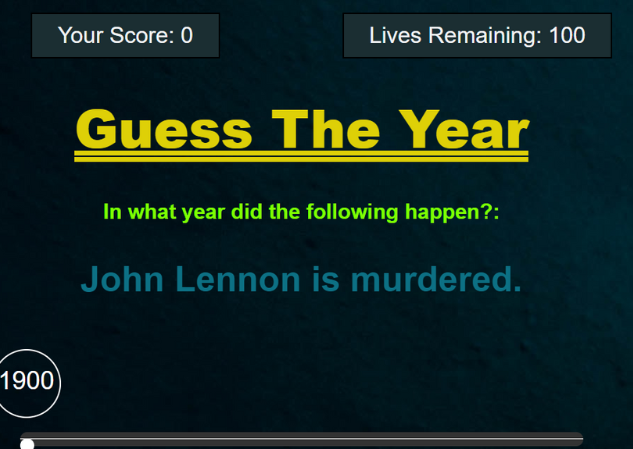 Your Score: 0
Lives Remaining: 100
Guess The Year
In what year did the following happen?:
John Lennon is murdered.
1900